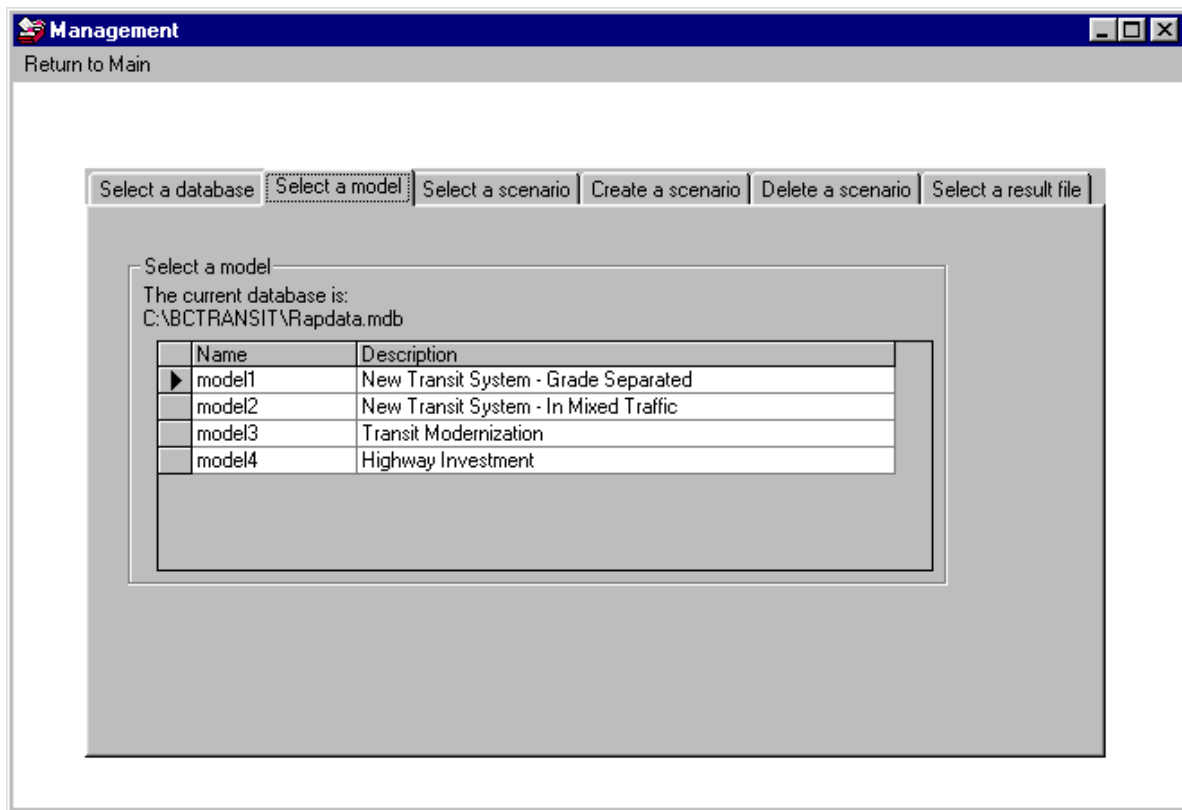 Management
Return to Main
Select a database Select a model Select a scenario Create a scenario Delete a scenario Select a result file
Select a model
The current database is:
C:\BCTRANSIT\Rapdata.mdb
Name Description
model1 New Transit System - Grade Separated
model2 New Transit System - In Mixed Traffic
model3 Transit Modernization
model4 Highway Investment